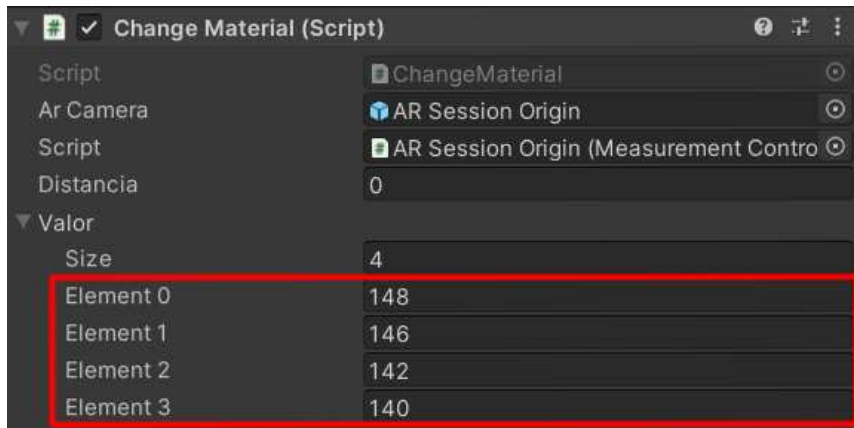 Change Material (Script)
Script ChangeMaterial
Ar Camera AR Session Origin
Script AR Session Origin (Measurement Contro
Distancia 0
Valor
Size 4
Element 0 148
Element 1 146
Element 2 142
Element 3 140